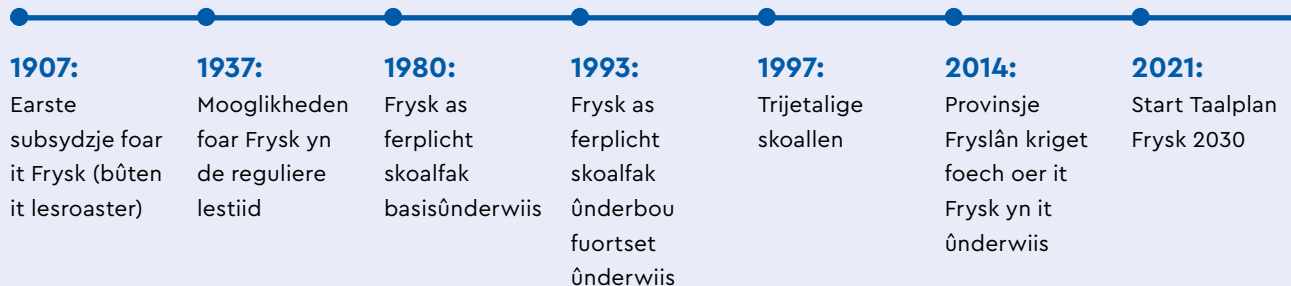 1907:
Earste
subsydzje foar
it Frysk (bûten
it lesroaster)
1937:
Mooglikheden
foar Frysk yn
de reguliere
lestiid
1980:
Frysk as
ferplicht
skoalfak
basisûnderwiis
1993:
Frysk as
ferplicht
skoalfak
ûnderbou
fuortset
ûnderwiis
1997:
Trijetalige
skoallen
2014:
Provinsje
Fryslân kriget
foech oer it
Frysk yn it
ûnderwiis
2021:
Start Taalplan
Frysk 2030